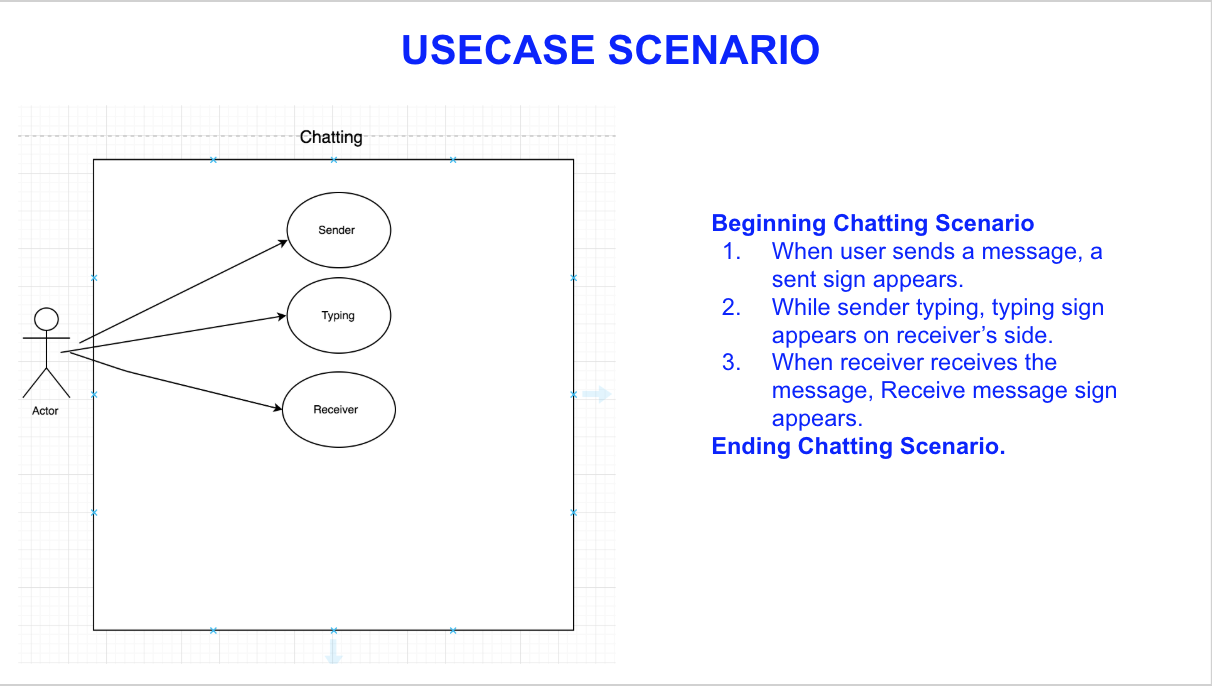 USECASE SCENARIO
Chatting
Sender
Typing
Receiver
Actor
Beginning Chatting Scenario
1. When user sends a message, a
sent sign appears.
2. While sender typing, typing sign
appears on receiver’s side.
3. When receiver receives the
message, Receive message sign
appears.
Ending Chatting Scenario.